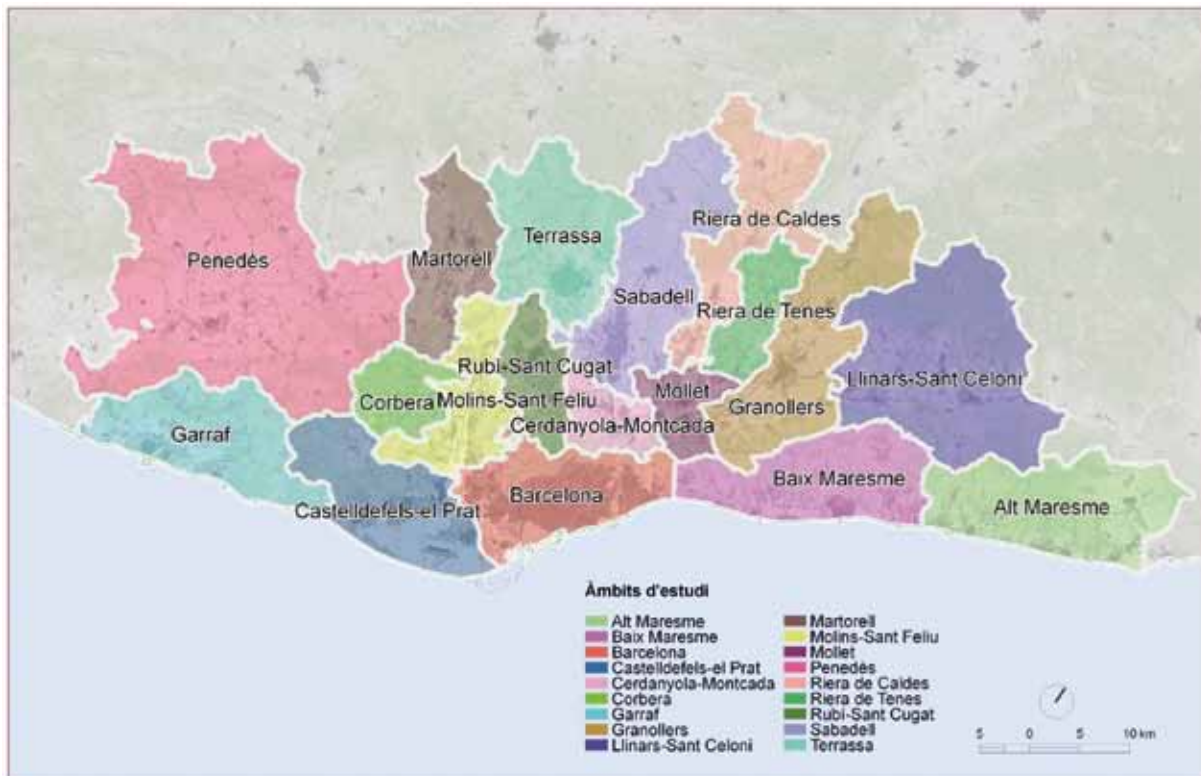 Riera de Caldes
Terrassa
Martorell
Penedès
Sabadell
Riera de Tenes
Rubí-Sant Cugat
Llinars-Sant Celoni
Mollet
Corbera
Molins-Sant Feliu
Granollers
Cerdanyola-Montcada
Garraf
Baix Maresme
Barcelona
Castelldefels-el Prat
Alt Maresme
Àmbits d'estudi
Alt Maresme
Baix Maresme
Barcelona
Castelldefels-el Prat
Cerdanyola-Montcada
Corbera
Garraf
Granollers
Llinars-Sant Celoni
Martorell
Molins-Sant Feliu
Mollet
Penedès
Riera de Caldes
Riera de Tenes
Rubí-Sant Cugat
Sabadell
Terrassa
5 0 5 10 km